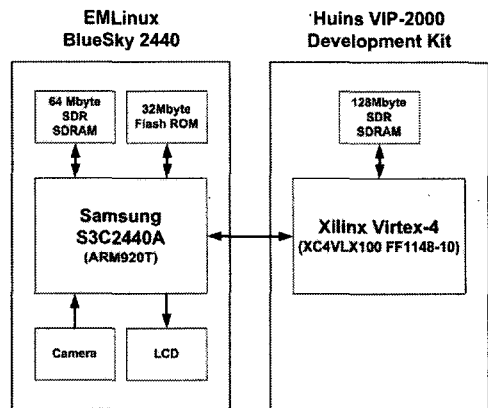 EMLinux
BlueSky 2440
Huins VIP-2000
Development Kit
64 Mbyte
SDR
SDRAM
32Mbyte
Flash ROM
128Mbyte
SDR
SDRAM
Samsung
S3C2440A
(ARM920T)
Xilinx Virtex-4
(XC4VLX100 FF1148-10)
Camera
LCD